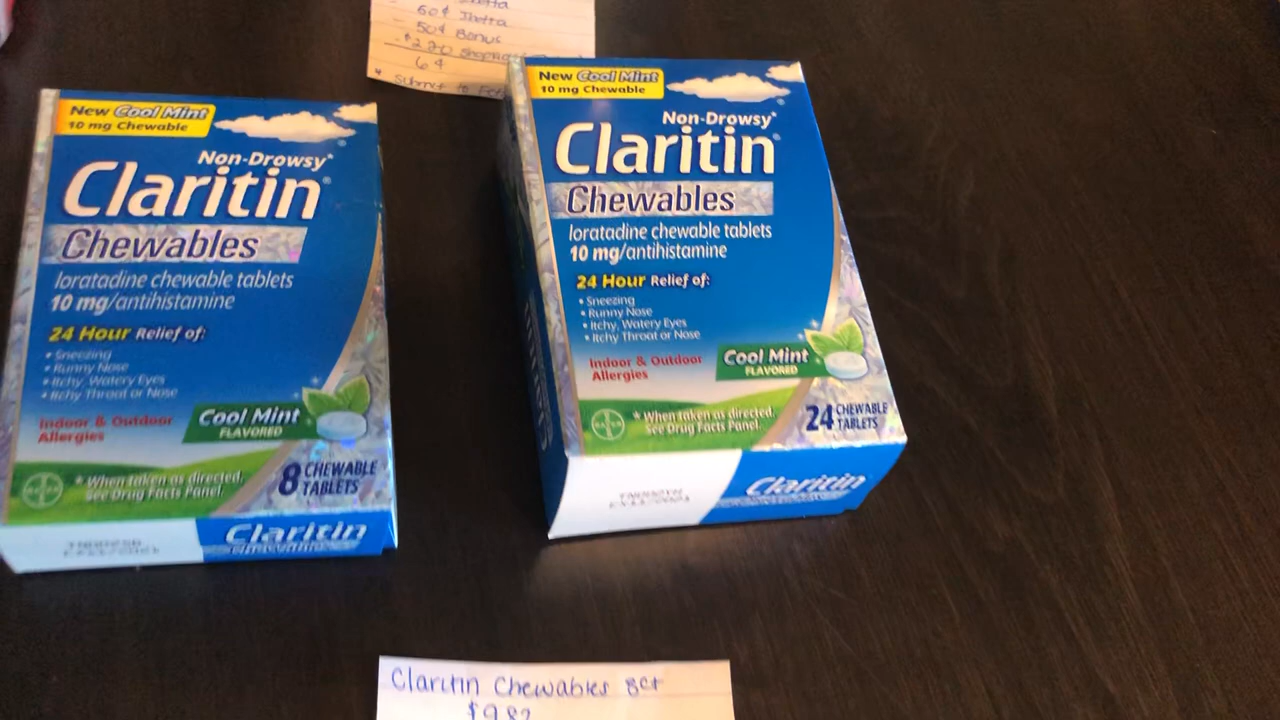 60¢ Ibotta
- 50¢ Bonus
6¢
New Cool Mint
10 mg Chewable
Non-Drowsy*
Claritin
Chewables
loratadine chewable tablets
10 mg/antihistamine
24 Hour Relief of:
• Sneezing
• Runny Nose
• Itchy, Watery Eyes
• Itchy Throat or Nose
Indoor & Outdoor
Allergies
Cool Mint
FLAVORED
* When taken as directed.
See Drug Facts Panel.
BAYER
8 CHEWABLE
TABLETS
Claritin
New Cool Mint
10 mg Chewable
Non-Drowsy*
Claritin®
Chewables
loratadine chewable tablets
10 mg/antihistamine
24 Hour Relief of:
• Sneezing
• Runny Nose
• Itchy, Watery Eyes
• Itchy Throat or Nose
Indoor & Outdoor
Allergies
Cool Mint
FLAVORED
* When taken as directed.
See Drug Facts Panel.
BAYER
24 CHEWABLE
TABLETS
Claritin
Claritin Chewables 8ct
$9.82